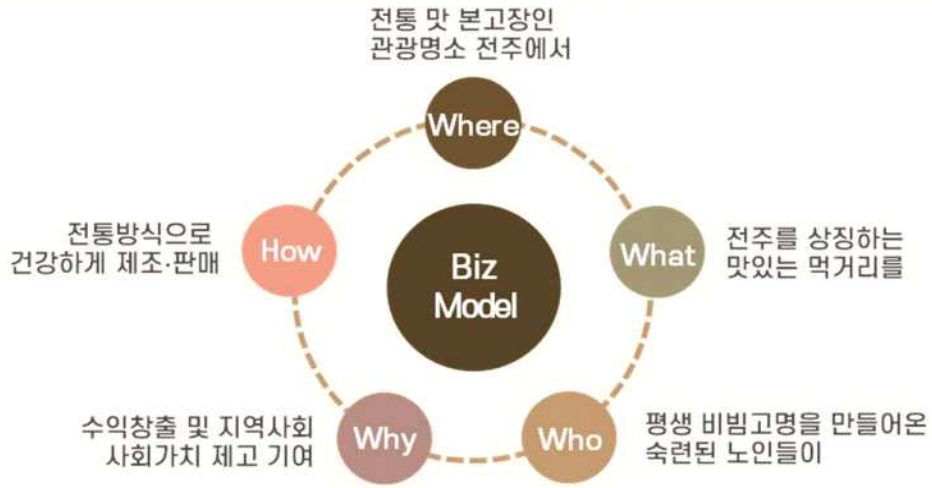 전통 맛 본고장인
관광명소 전주에서
Where
전통방식으로
건강하게 제조·판매
How
Biz
Model
What
전주를 상징하는
맛있는 먹거리를
수익창출 및 지역사회
사회가치 제고 기여
Why
Who
평생 비빔고명을 만들어온
숙련된 노인들이